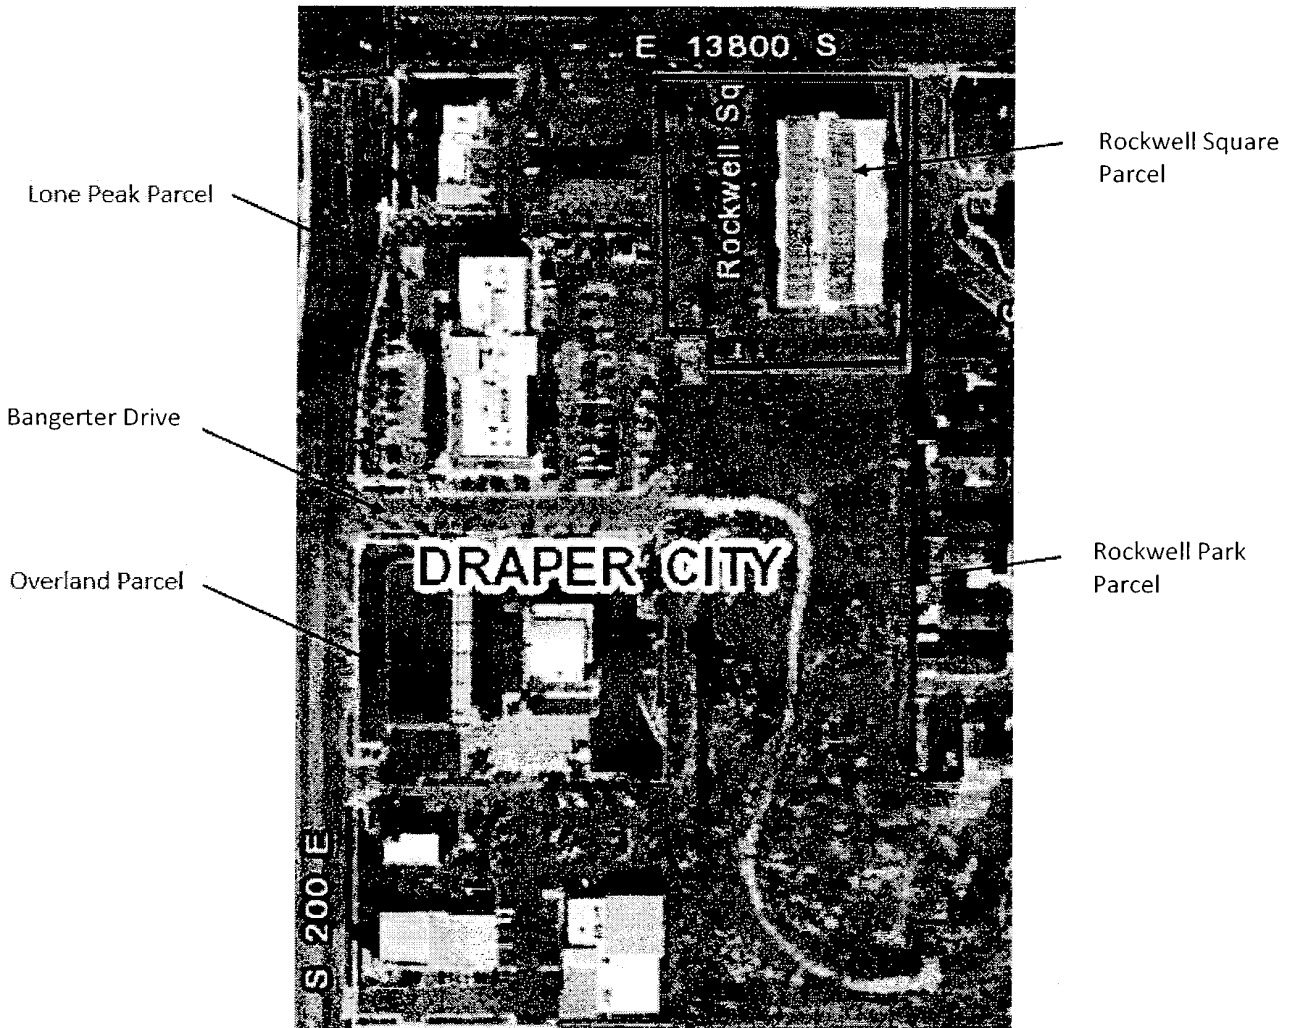 E 13800 S
Rockwell Square
Parcel
Rockwell Sq
Lone Peak Parcel
Bangerter Drive
DRAPER CITY
Rockwell Park
Parcel
Overland Parcel
S 200 E